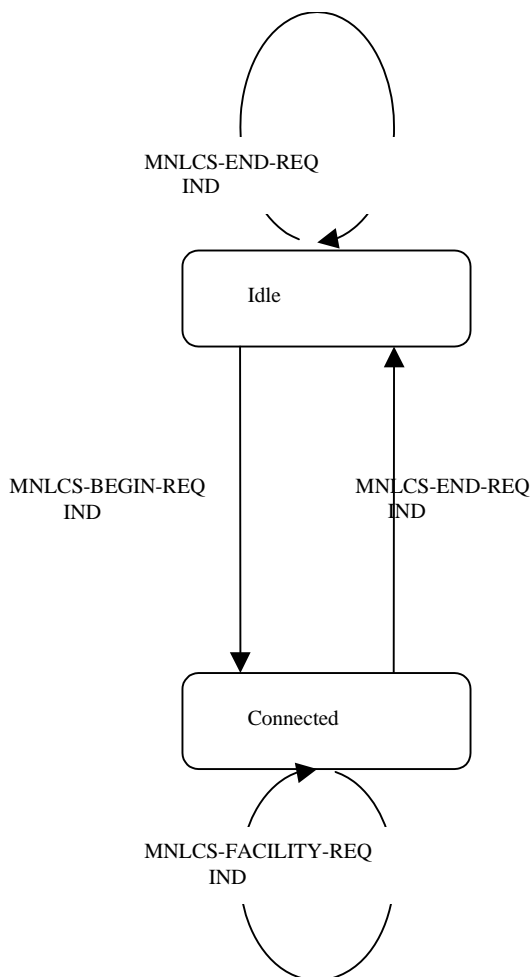 MNLCS-END-REQ
IND
Idle
MNLCS-BEGIN-REQ
IND
MNLCS-END-REQ
IND
Connected
MNLCS-FACILITY-REQ
IND